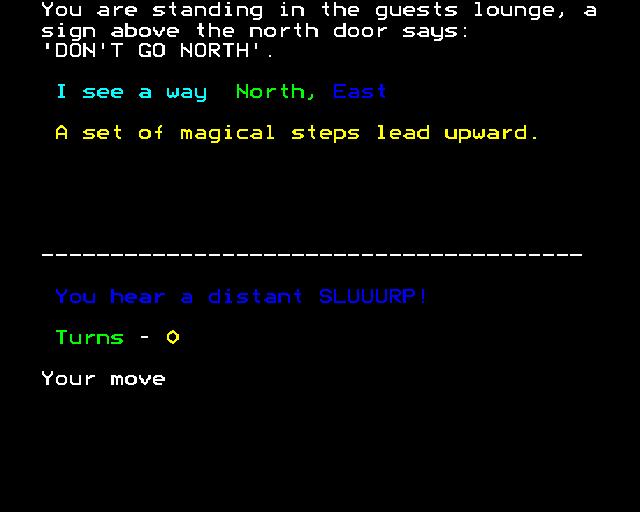 You are standing in the guests lounge, a
sign above the north door says:
'DON'T GO NORTH'.
I see a way North, East
A set of magical steps lead upward.
----------------------------------------
You hear a distant SLUUURP!
Turns - 0
Your move